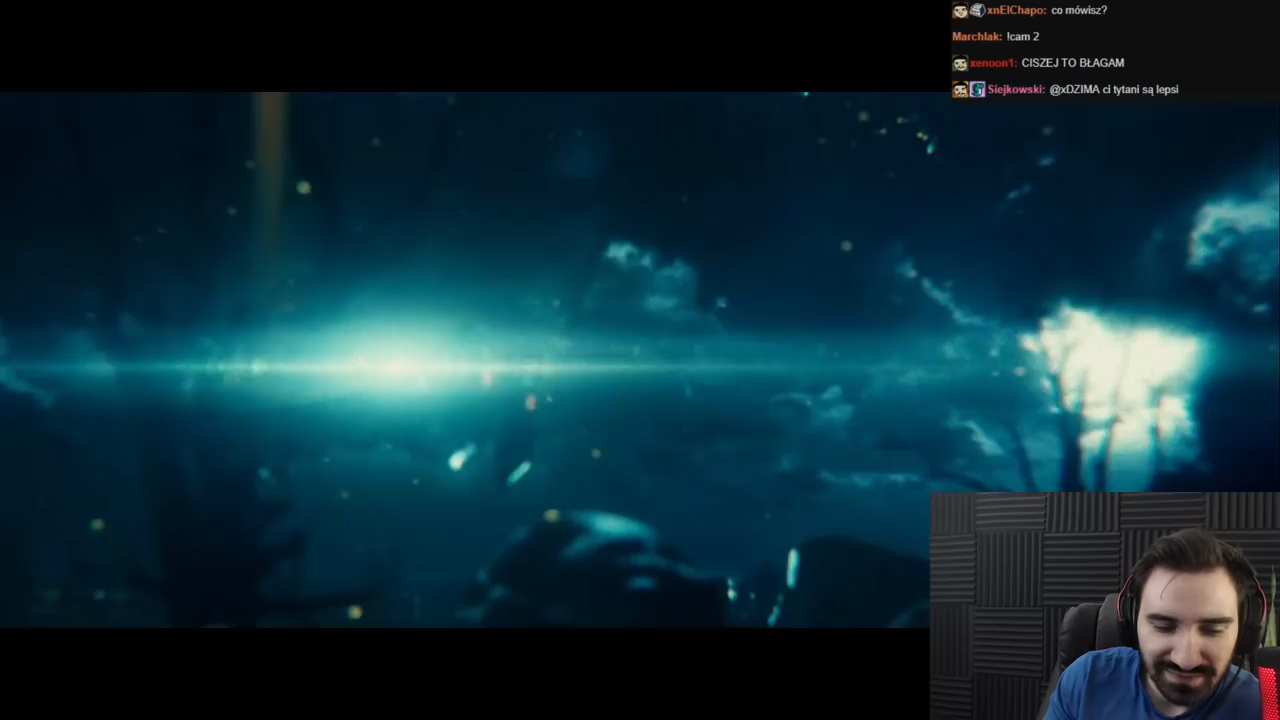 xnElChapo: co mówisz?
Marchlak: !cam 2
xenoon1: CISZEJ TO BŁAGAM
Siejkowski: @xDZIMA ci tytani są lepsi